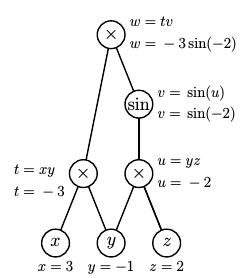 ×
w = tv
w = − 3 sin(−2)
sin
v = sin(u)
v = sin(−2)
t = xy
t = − 3
×
×
u = yz
u = − 2
x
y
z
x = 3
y = −1
z = 2